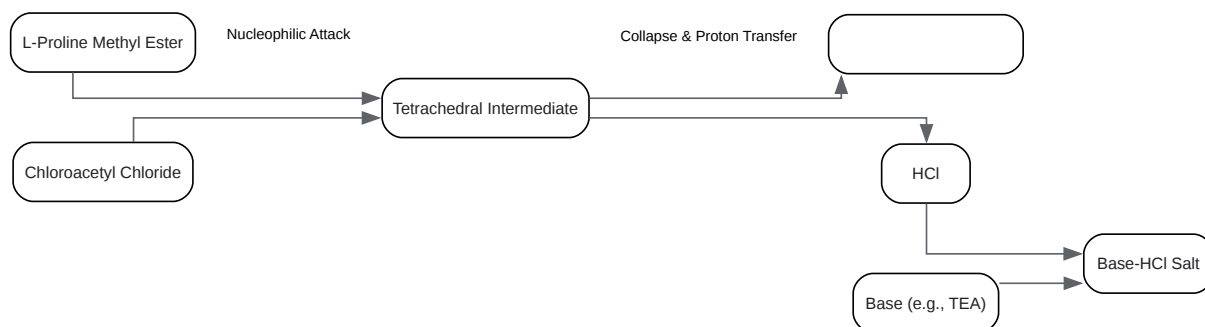 L-Proline Methyl Ester
Nucleophilic Attack
Collapse & Proton Transfer
Tetrachedral Intermediate
Chloroacetyl Chloride
HCl
Base-HCl Salt
Base (e.g., TEA)